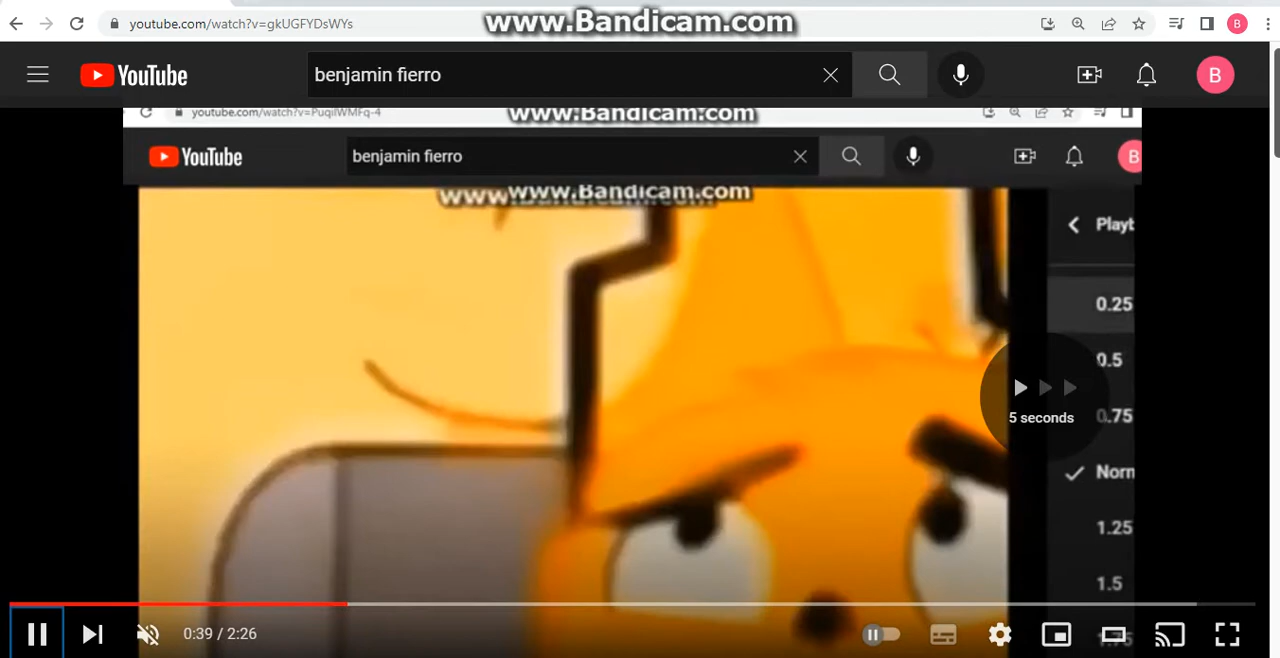 www.Bandicam.com
youtube.com/watch?v=gkUGFYDsWYs
B
YouTube
benjamin fierro
B
youtube.com/watch?v=PuqilWMFq-4
www.Bandicam.com
YouTube
benjamin fierro
B
www.Bandicam.com
Playb
0.25
0.5
5 seconds
0.75
Norm
1.25
1.5
0:39 / 2:26
1.75